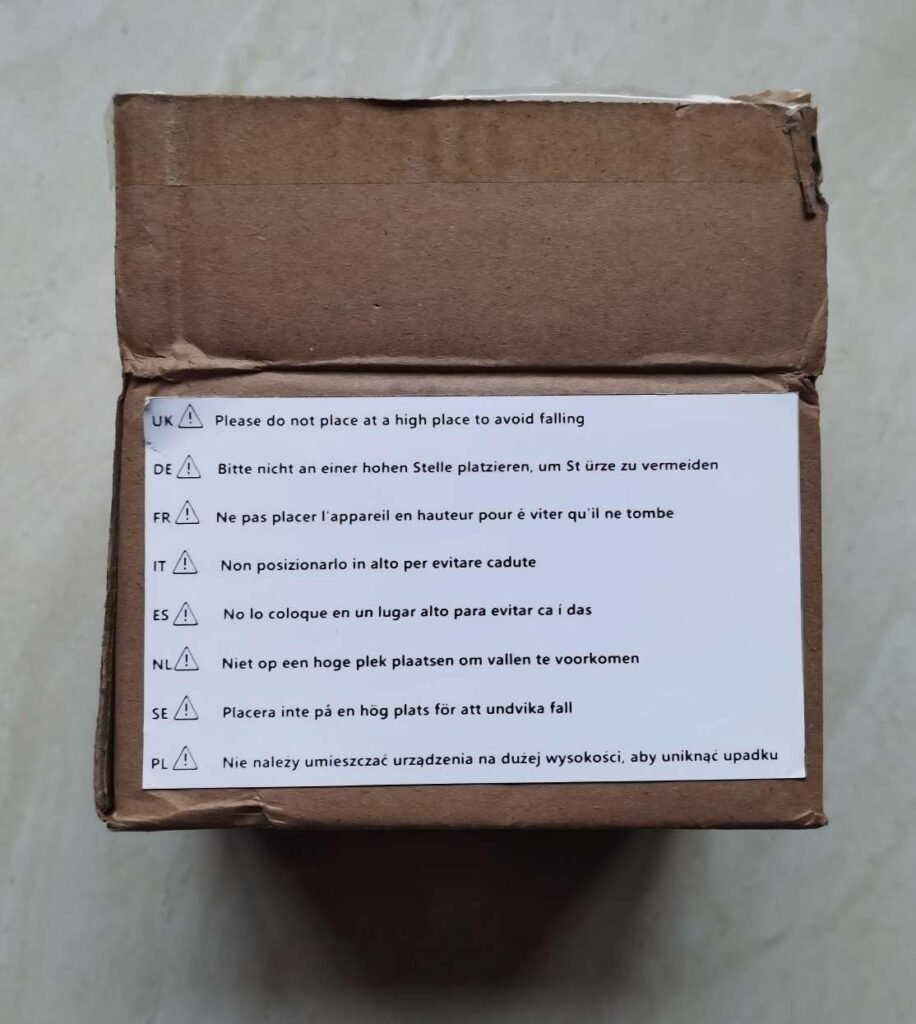 UK ⚠ Please do not place at a high place to avoid falling
DE ⚠ Bitte nicht an einer hohen Stelle platzieren, um St ürze zu vermeiden
FR ⚠ Ne pas placer l'appareil en hauteur pour é viter qu'il ne tombe
IT ⚠ Non posizionarlo in alto per evitare cadute
ES ⚠ No lo coloque en un lugar alto para evitar ca í das
NL ⚠ Niet op een hoge plek plaatsen om vallen te voorkomen
SE ⚠ Placera inte på en hög plats för att undvika fall
PL ⚠ Nie należy umieszczać urządzenia na dużej wysokości, aby uniknąć upadku